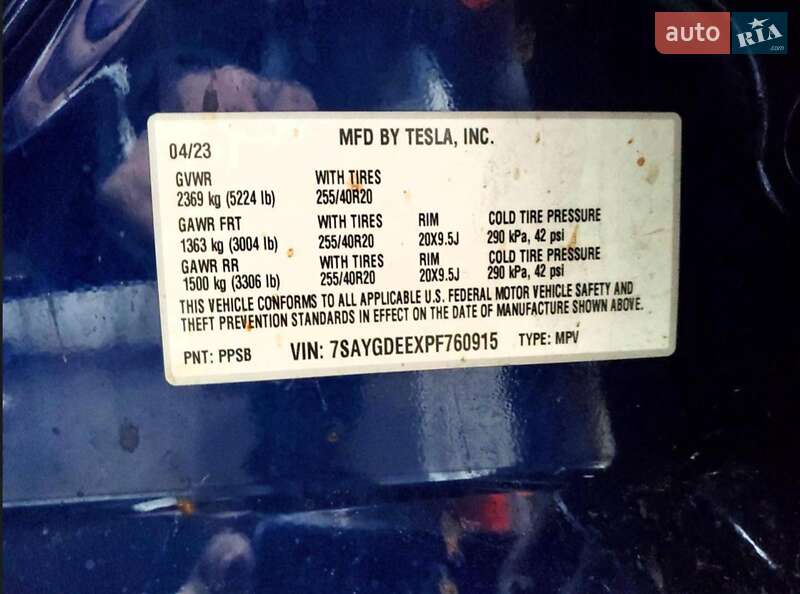 auto RIA .com
MFD BY TESLA, INC.
04/23
GVWR WITH TIRES
2369 kg (5224 lb) 255/40R20
GAWR FRT WITH TIRES RIM COLD TIRE PRESSURE
1363 kg (3004 lb) 255/40R20 20X9.5J 290 kPa, 42 psi
GAWR RR WITH TIRES RIM COLD TIRE PRESSURE
1500 kg (3306 lb) 255/40R20 20X9.5J 290 kPa, 42 psi
THIS VEHICLE CONFORMS TO ALL APPLICABLE U.S. FEDERAL MOTOR VEHICLE SAFETY AND
THEFT PREVENTION STANDARDS IN EFFECT ON THE DATE OF MANUFACTURE SHOWN ABOVE.
PNT: PPSB VIN: 7SAYGDEEXPF760915 TYPE: MPV